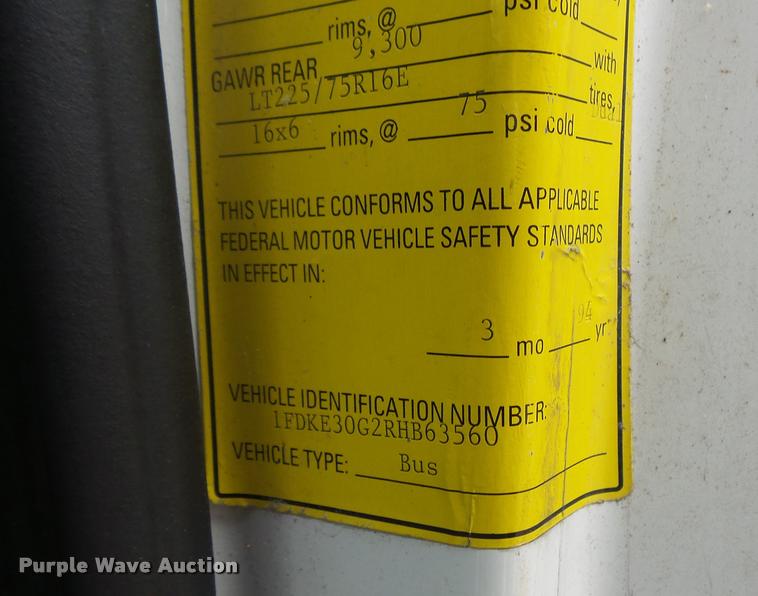 psi cold
rims, @
9,300
GAWR REAR with
LT225/75R16E tires,
16x6 rims, @ 75 psi cold Dual
THIS VEHICLE CONFORMS TO ALL APPLICABLE
FEDERAL MOTOR VEHICLE SAFETY STANDARDS
IN EFFECT IN:
3 mo 94 yr
VEHICLE IDENTIFICATION NUMBER:
1FDKE30G2RHB63560
VEHICLE TYPE: Bus
Purple Wave Auction